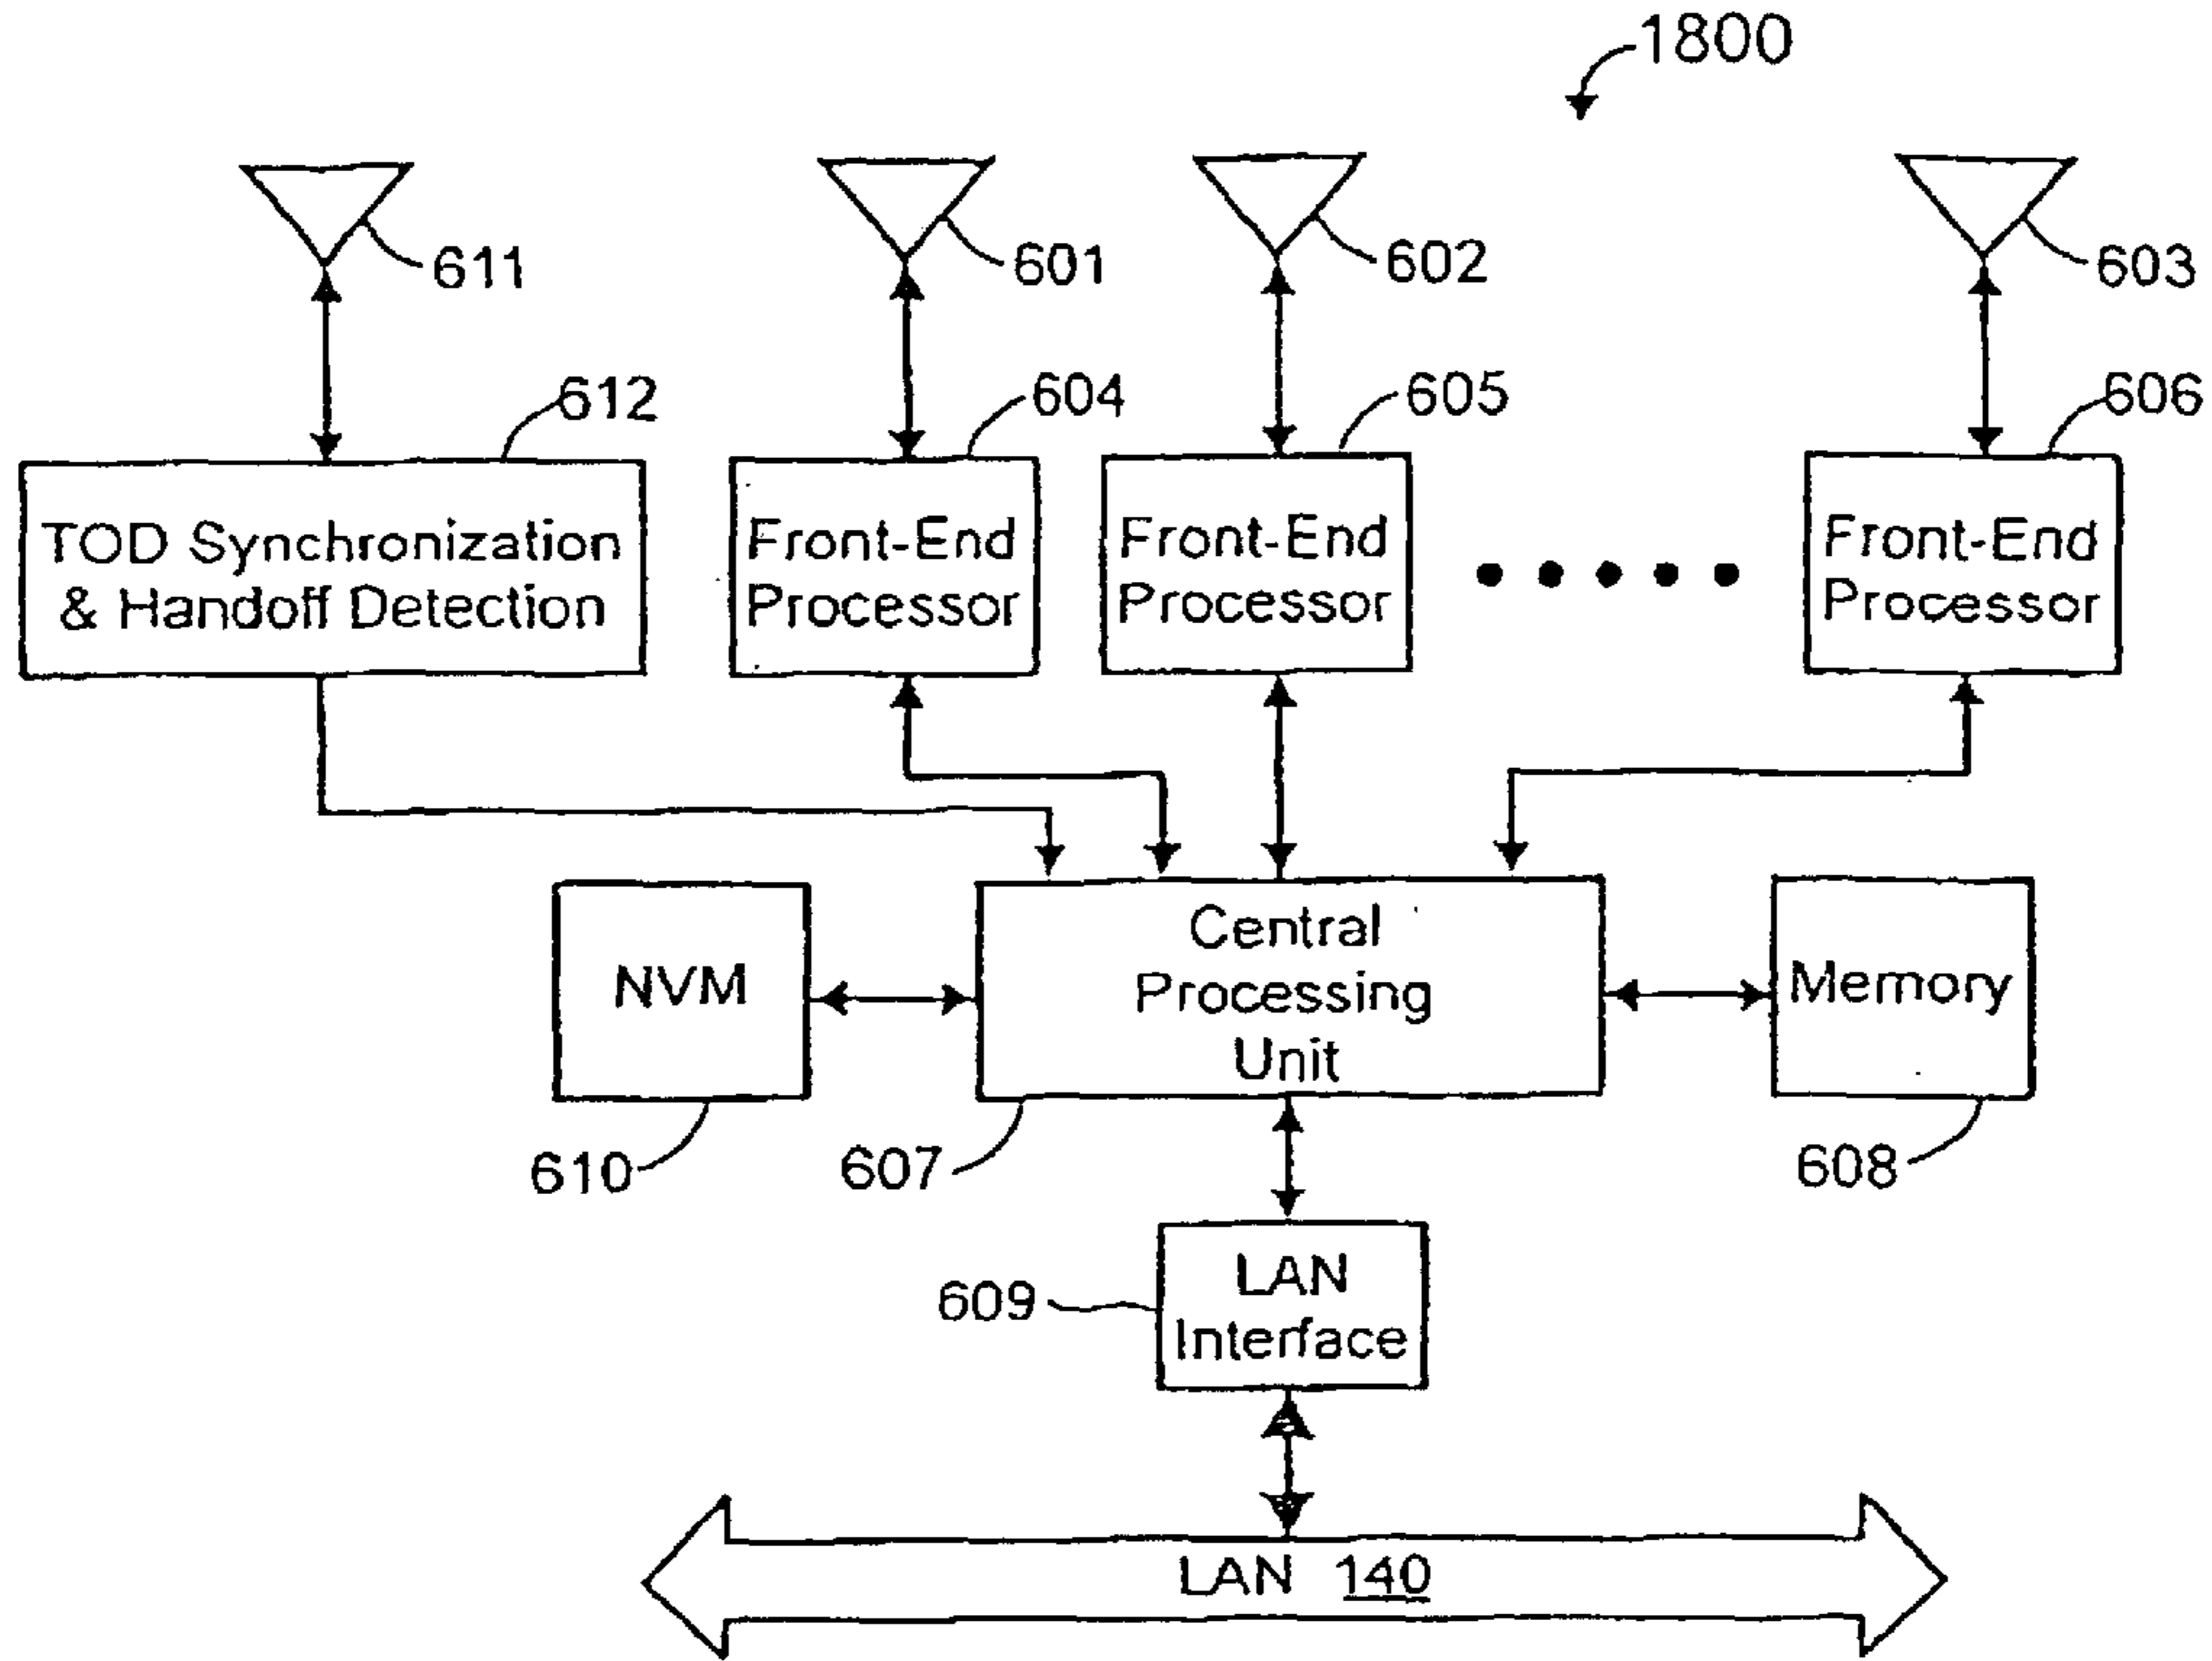 1800
611
601
602
603
612
604
605
606
TOD Synchronization
& Handoff Detection
Front-End
Processor
Front-End
Processor
Front-End
Processor
NVM
Central
Processing
Unit
Memory
610
607
608
609
LAN
Interface
LAN 140